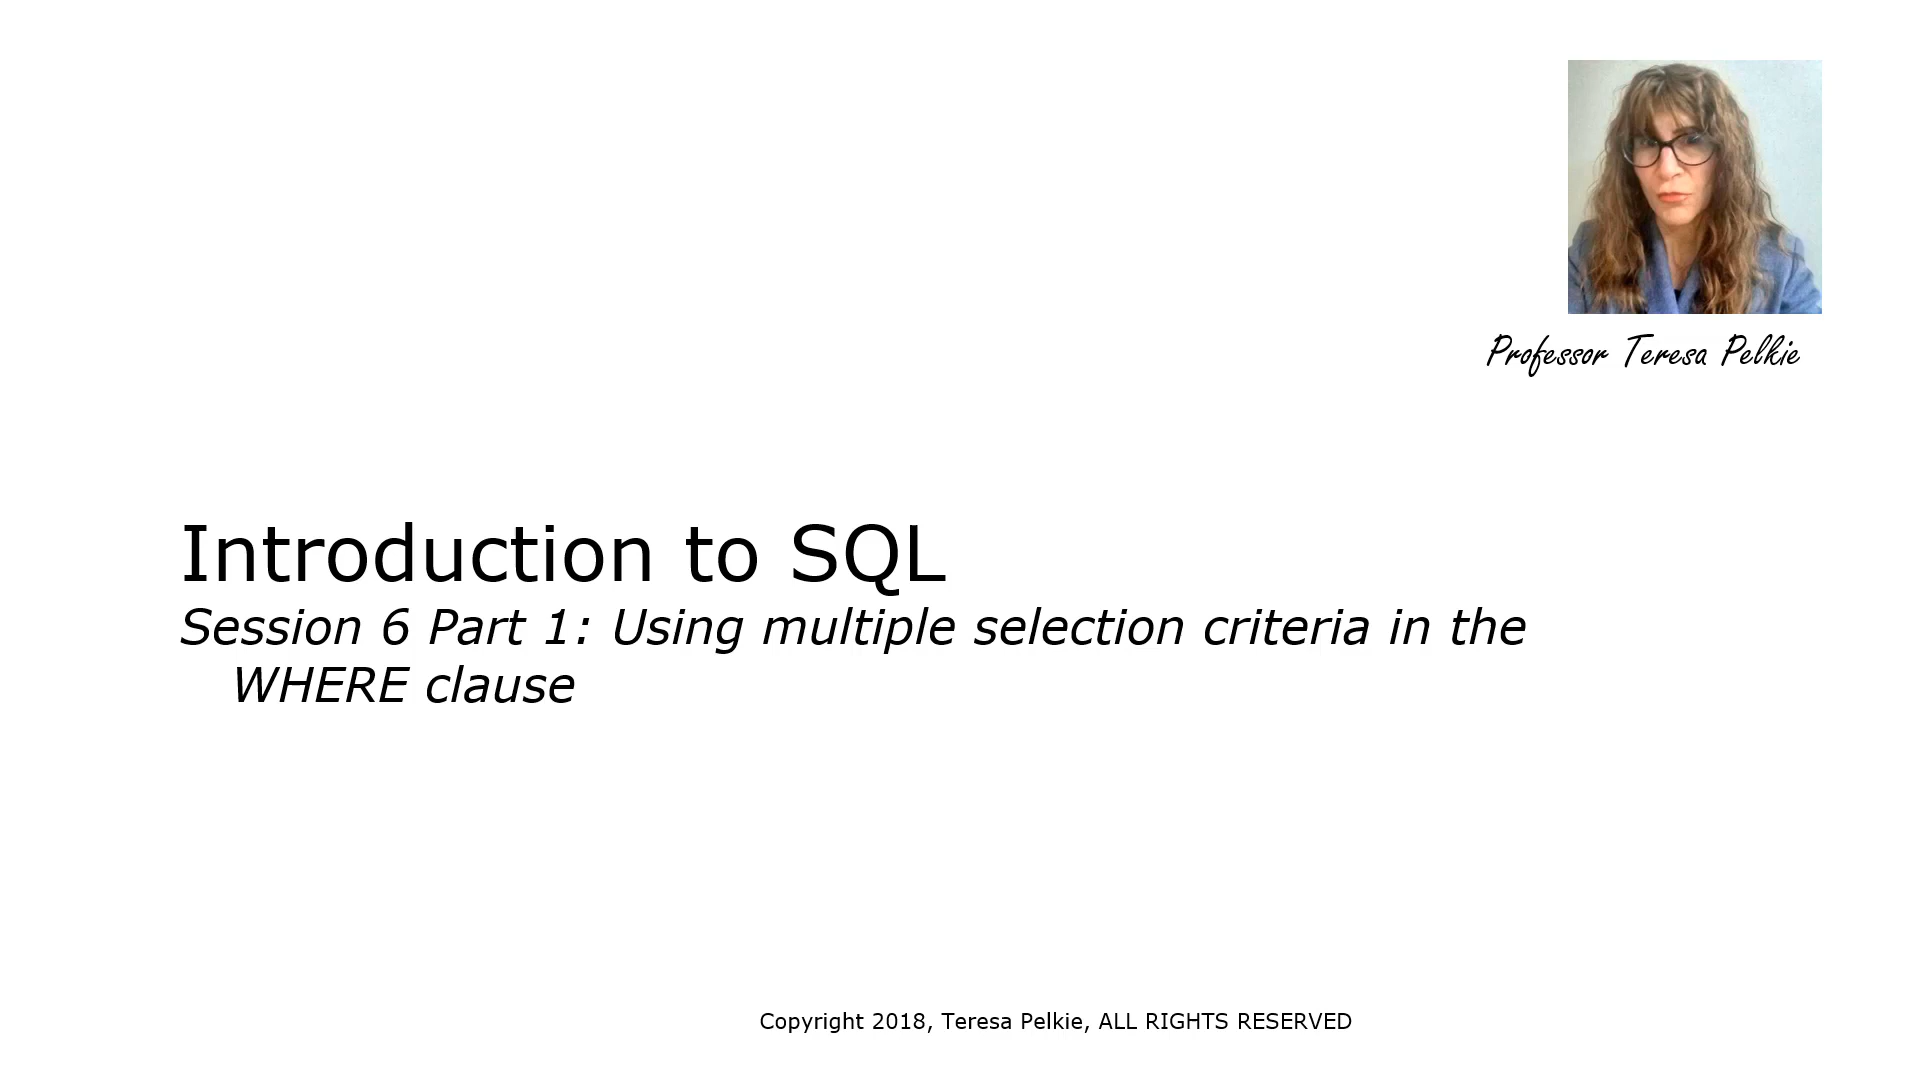 Professor Teresa Pelkie
Introduction to SQL
Session 6 Part 1: Using multiple selection criteria in the
WHERE clause
Copyright 2018, Teresa Pelkie, ALL RIGHTS RESERVED